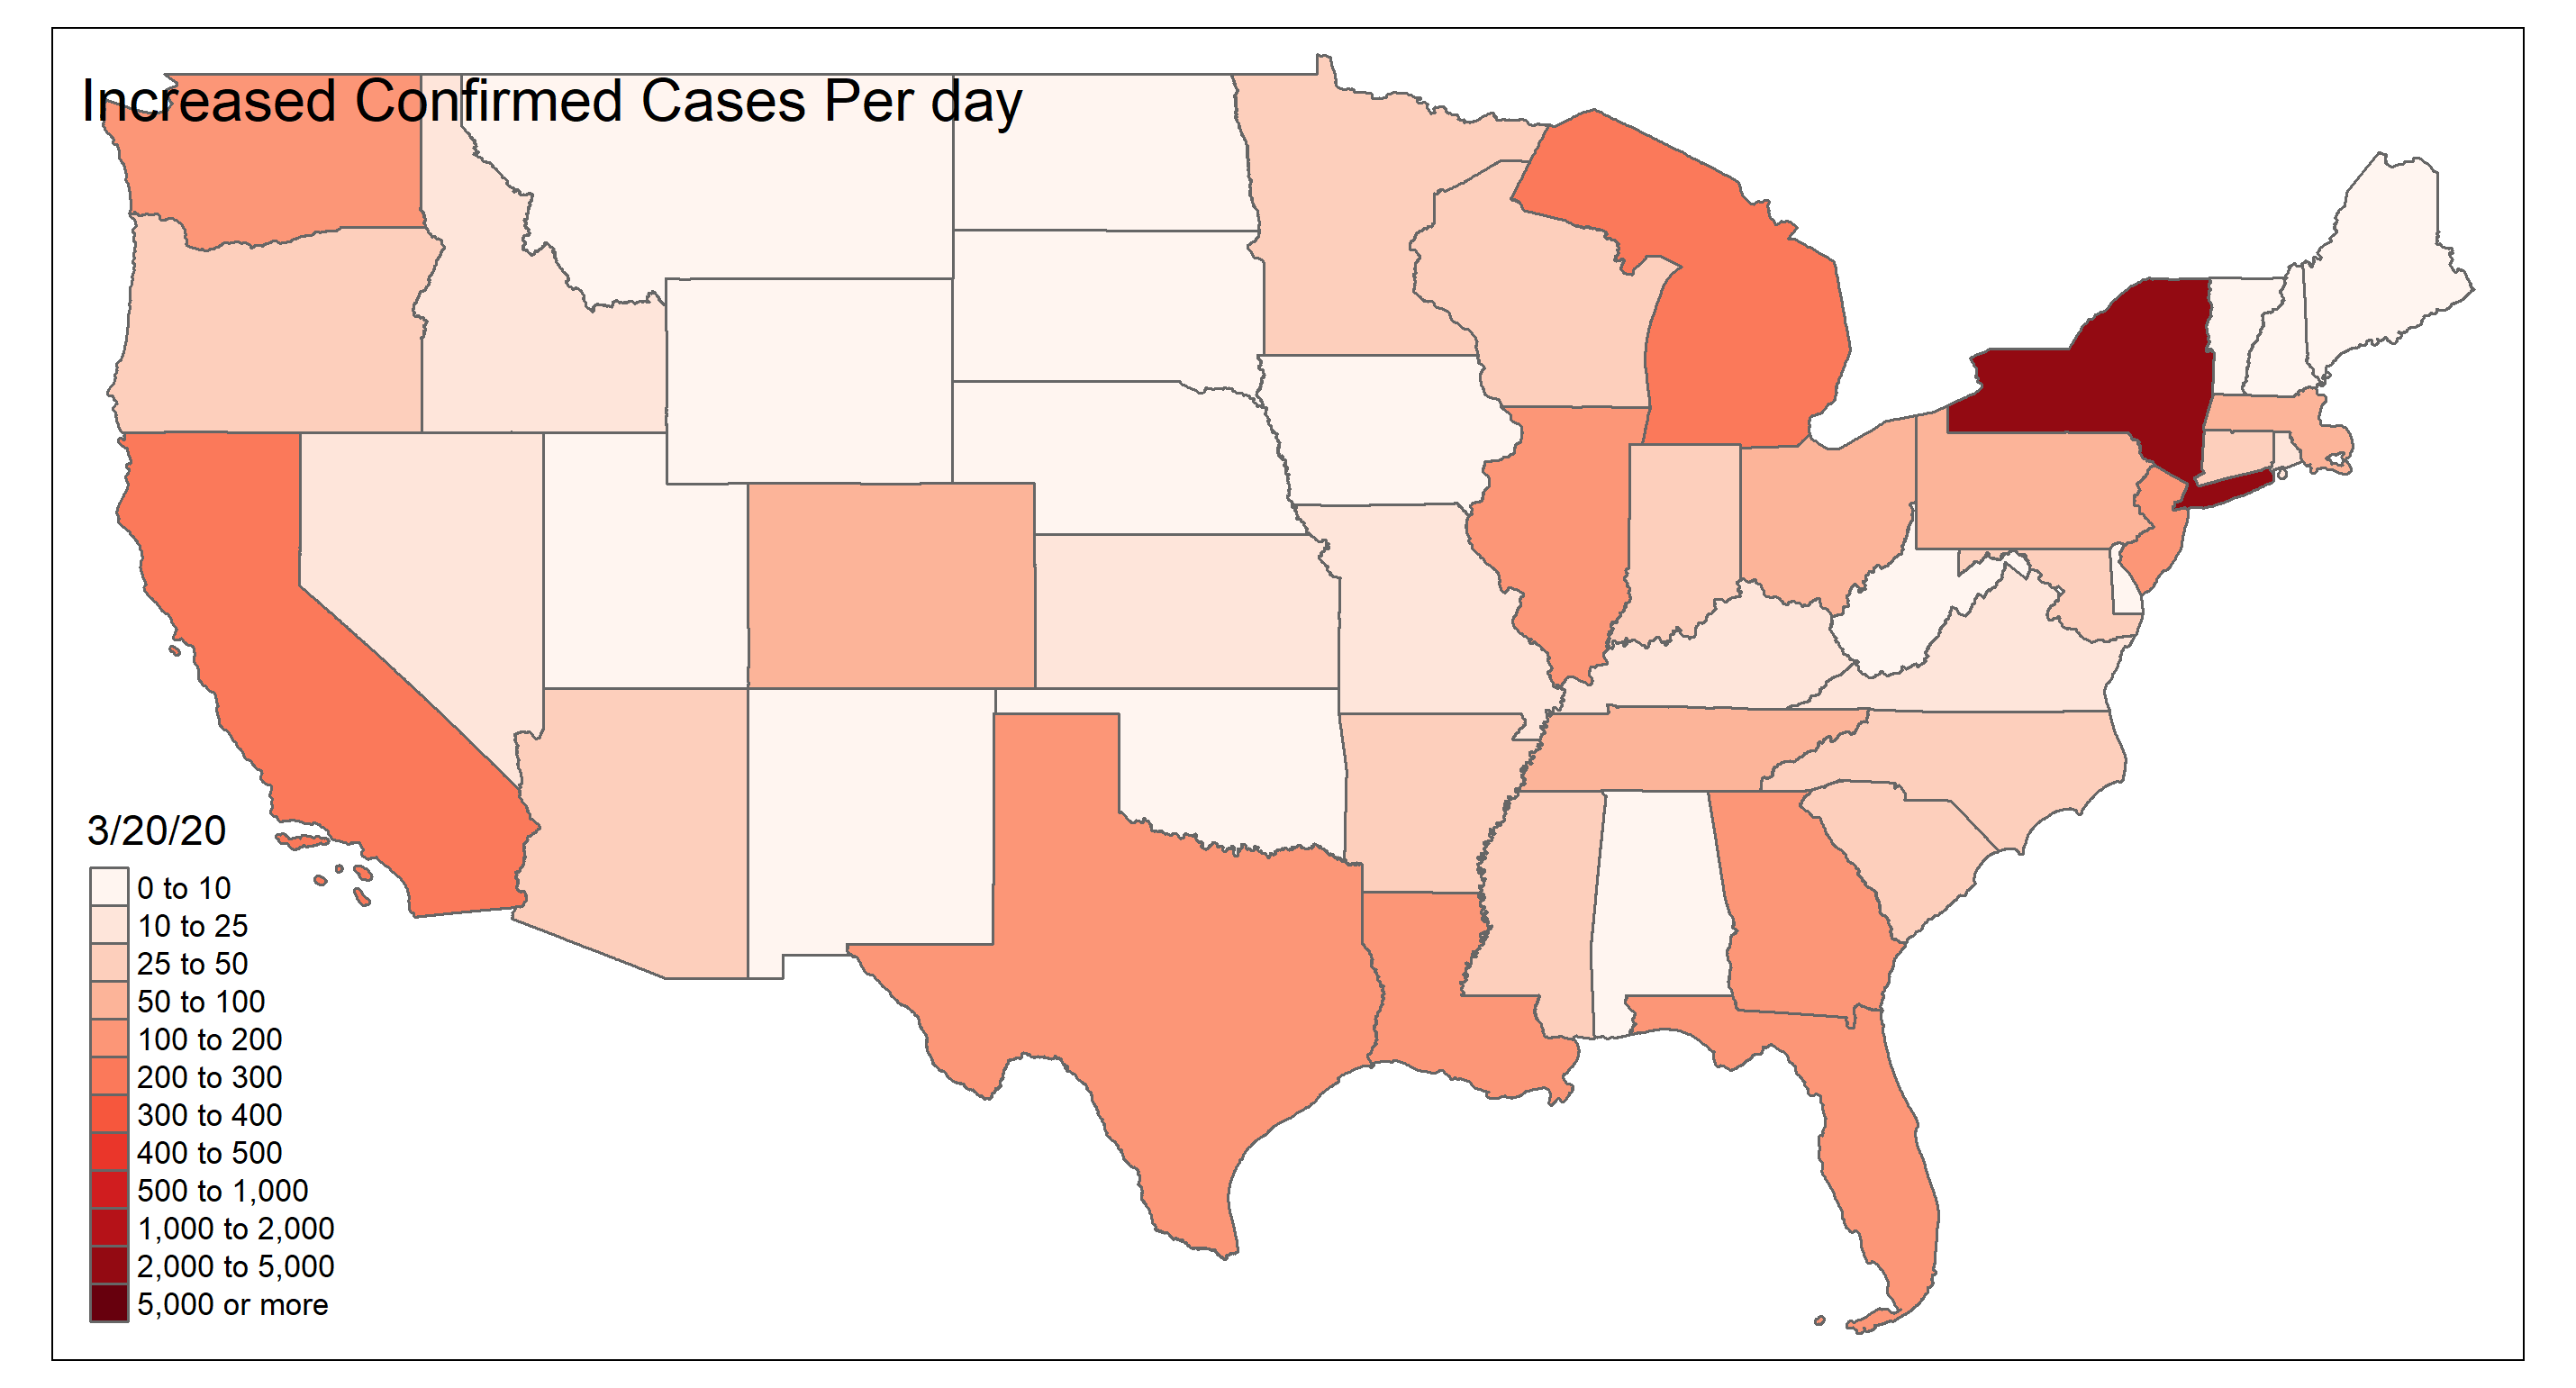 Increased Confirmed Cases Per day
3/20/20
0 to 10
10 to 25
25 to 50
50 to 100
100 to 200
200 to 300
300 to 400
400 to 500
500 to 1,000
1,000 to 2,000
2,000 to 5,000
5,000 or more